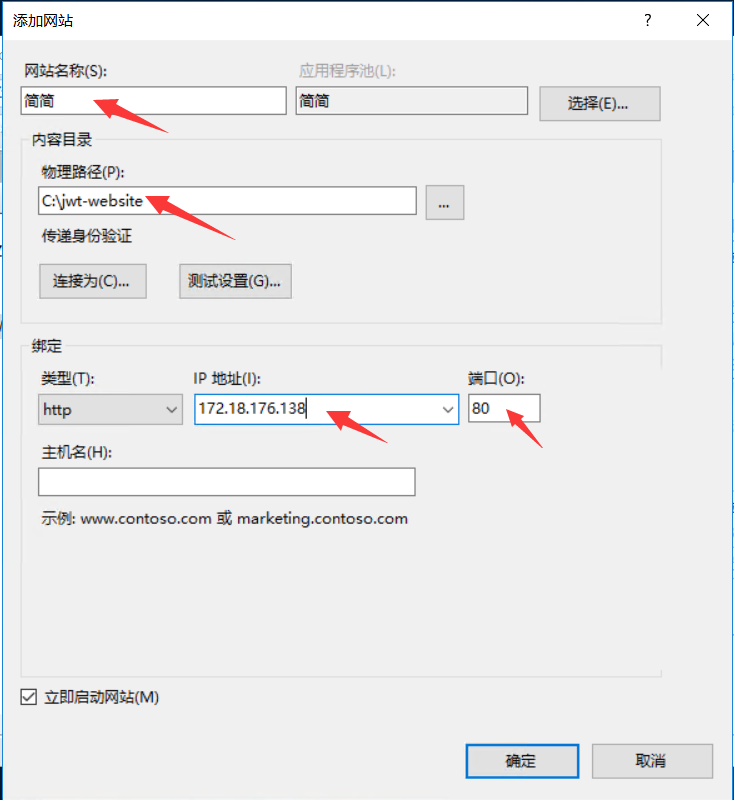 添加网站
网站名称(S):
应用程序池(L):
简简
简简
选择(E)...
内容目录
物理路径(P):
C:\jwt-website
...
传递身份验证
连接为(C)...
测试设置(G)...
绑定
类型(T):
IP 地址(I):
端口(O):
http
172.18.176.138
80
主机名(H):
示例: www.contoso.com 或 marketing.contoso.com
立即启动网站(M)
确定
取消